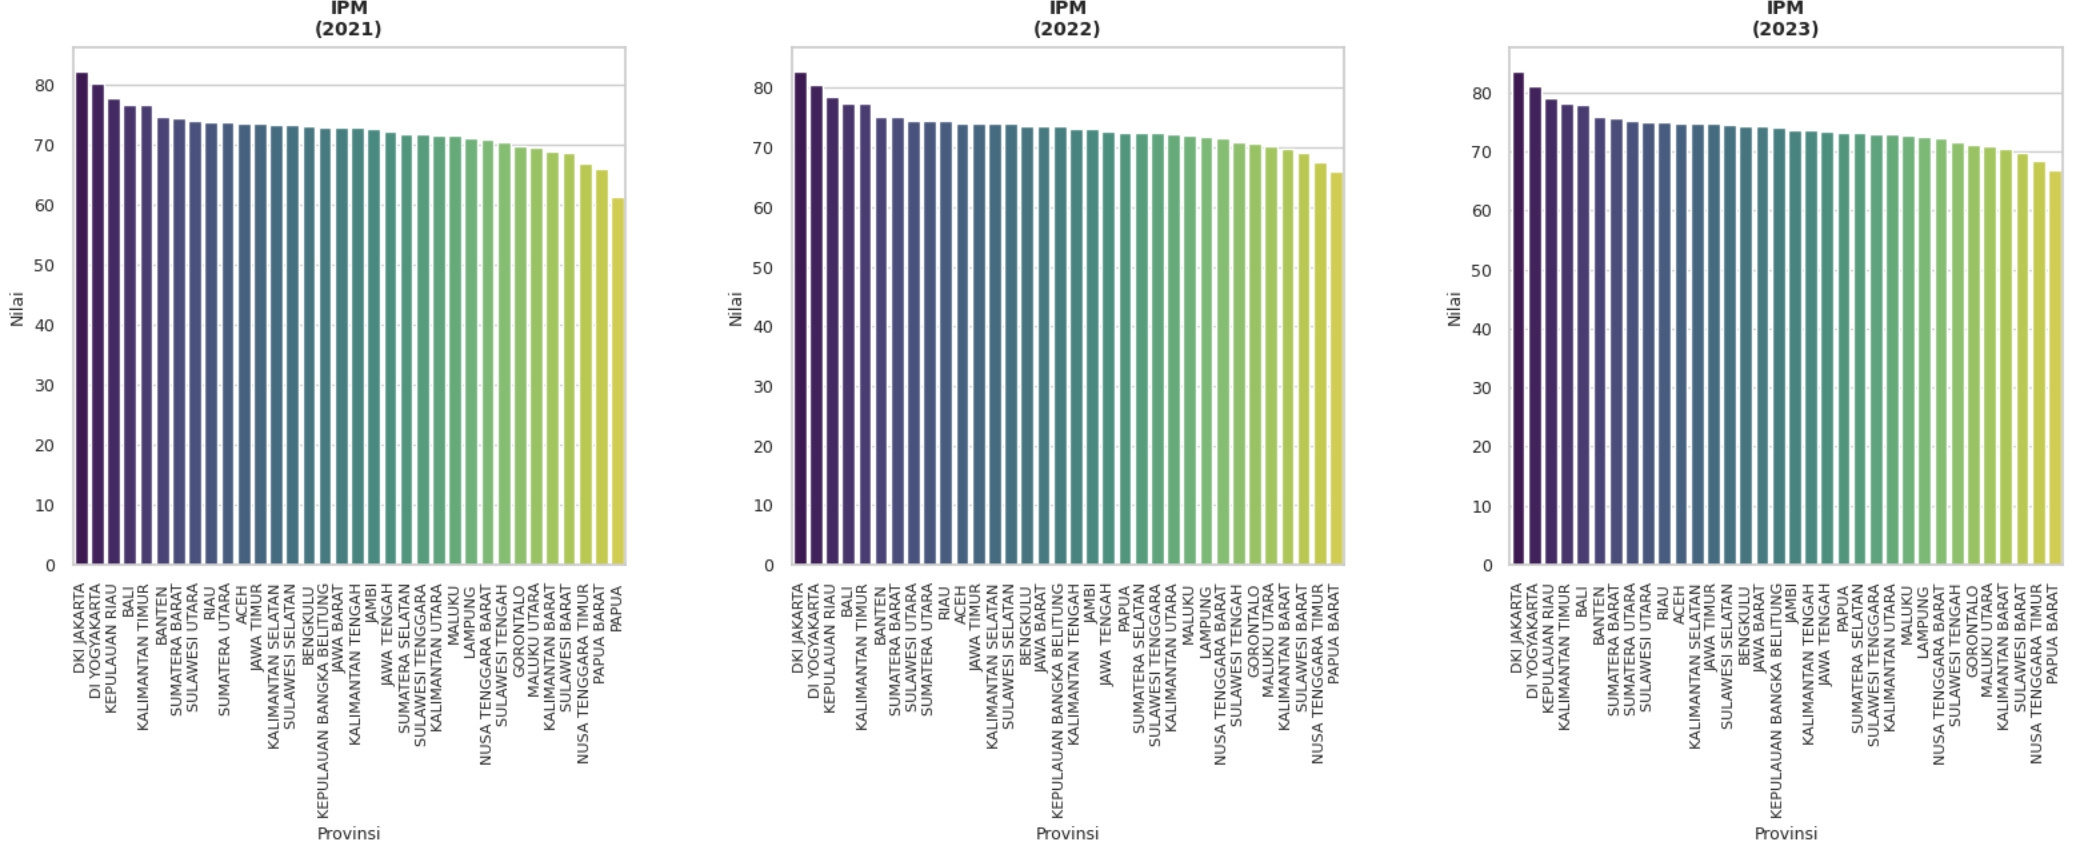 IPM
(2021)
Nilai
80
70
60
50
40
30
20
10
0
DKI JAKARTA
DI YOGYAKARTA
KEPULAUAN RIAU
BALI
KALIMANTAN TIMUR
BANTEN
SUMATERA BARAT
SULAWESI UTARA
RIAU
SUMATERA UTARA
ACEH
JAWA TIMUR
KALIMANTAN SELATAN
SULAWESI SELATAN
BENGKULU
KEPULAUAN BANGKA BELITUNG
JAWA BARAT
KALIMANTAN TENGAH
JAMBI
JAWA TENGAH
SUMATERA SELATAN
SULAWESI TENGGARA
KALIMANTAN UTARA
MALUKU
LAMPUNG
NUSA TENGGARA BARAT
SULAWESI TENGAH
GORONTALO
MALUKU UTARA
KALIMANTAN BARAT
SULAWESI BARAT
NUSA TENGGARA TIMUR
PAPUA BARAT
PAPUA
Provinsi
IPM
(2022)
Nilai
80
70
60
50
40
30
20
10
0
DKI JAKARTA
DI YOGYAKARTA
KEPULAUAN RIAU
BALI
KALIMANTAN TIMUR
BANTEN
SUMATERA BARAT
SULAWESI UTARA
SUMATERA UTARA
RIAU
ACEH
JAWA TIMUR
KALIMANTAN SELATAN
SULAWESI SELATAN
BENGKULU
JAWA BARAT
KEPULAUAN BANGKA BELITUNG
KALIMANTAN TENGAH
JAMBI
JAWA TENGAH
PAPUA
SUMATERA SELATAN
SULAWESI TENGGARA
KALIMANTAN UTARA
MALUKU
LAMPUNG
NUSA TENGGARA BARAT
SULAWESI TENGAH
GORONTALO
MALUKU UTARA
KALIMANTAN BARAT
SULAWESI BARAT
NUSA TENGGARA TIMUR
PAPUA BARAT
Provinsi
IPM
(2023)
Nilai
80
70
60
50
40
30
20
10
0
DKI JAKARTA
DI YOGYAKARTA
KEPULAUAN RIAU
KALIMANTAN TIMUR
BALI
BANTEN
SUMATERA BARAT
SUMATERA UTARA
SULAWESI UTARA
RIAU
ACEH
KALIMANTAN SELATAN
JAWA TIMUR
SULAWESI SELATAN
BENGKULU
JAWA BARAT
KEPULAUAN BANGKA BELITUNG
JAMBI
KALIMANTAN TENGAH
JAWA TENGAH
PAPUA
SUMATERA SELATAN
SULAWESI TENGGARA
KALIMANTAN UTARA
MALUKU
LAMPUNG
NUSA TENGGARA BARAT
SULAWESI TENGAH
GORONTALO
MALUKU UTARA
KALIMANTAN BARAT
SULAWESI BARAT
NUSA TENGGARA TIMUR
PAPUA BARAT
Provinsi